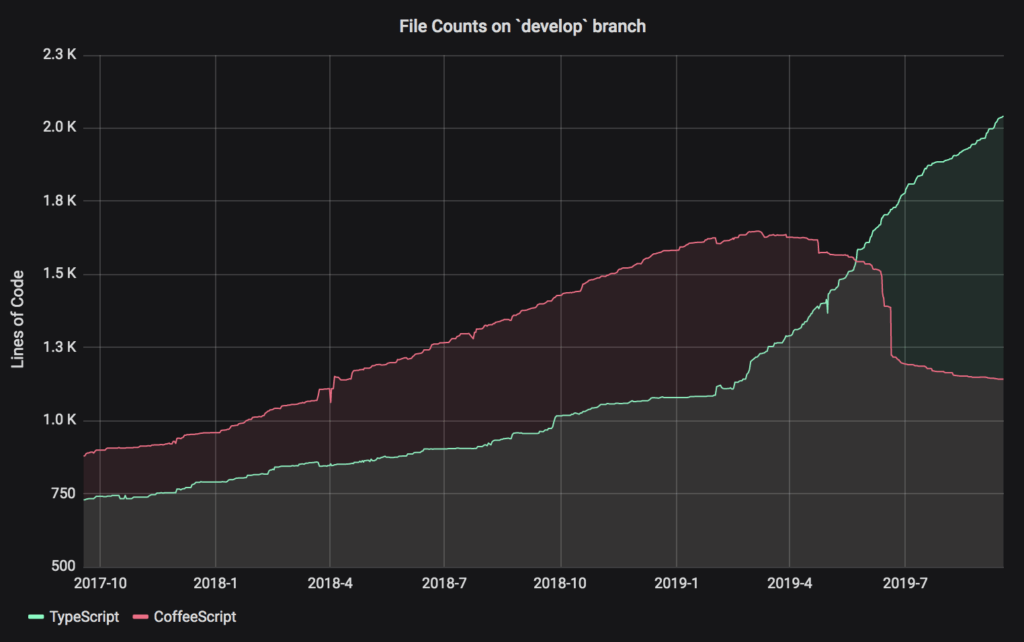 File Counts on `develop` branch
Lines of Code
2.3 K
2.0 K
1.8 K
1.5 K
1.3 K
1.0 K
750
500
2017-10 2018-1 2018-4 2018-7 2018-10 2019-1 2019-4 2019-7
TypeScript CoffeeScript